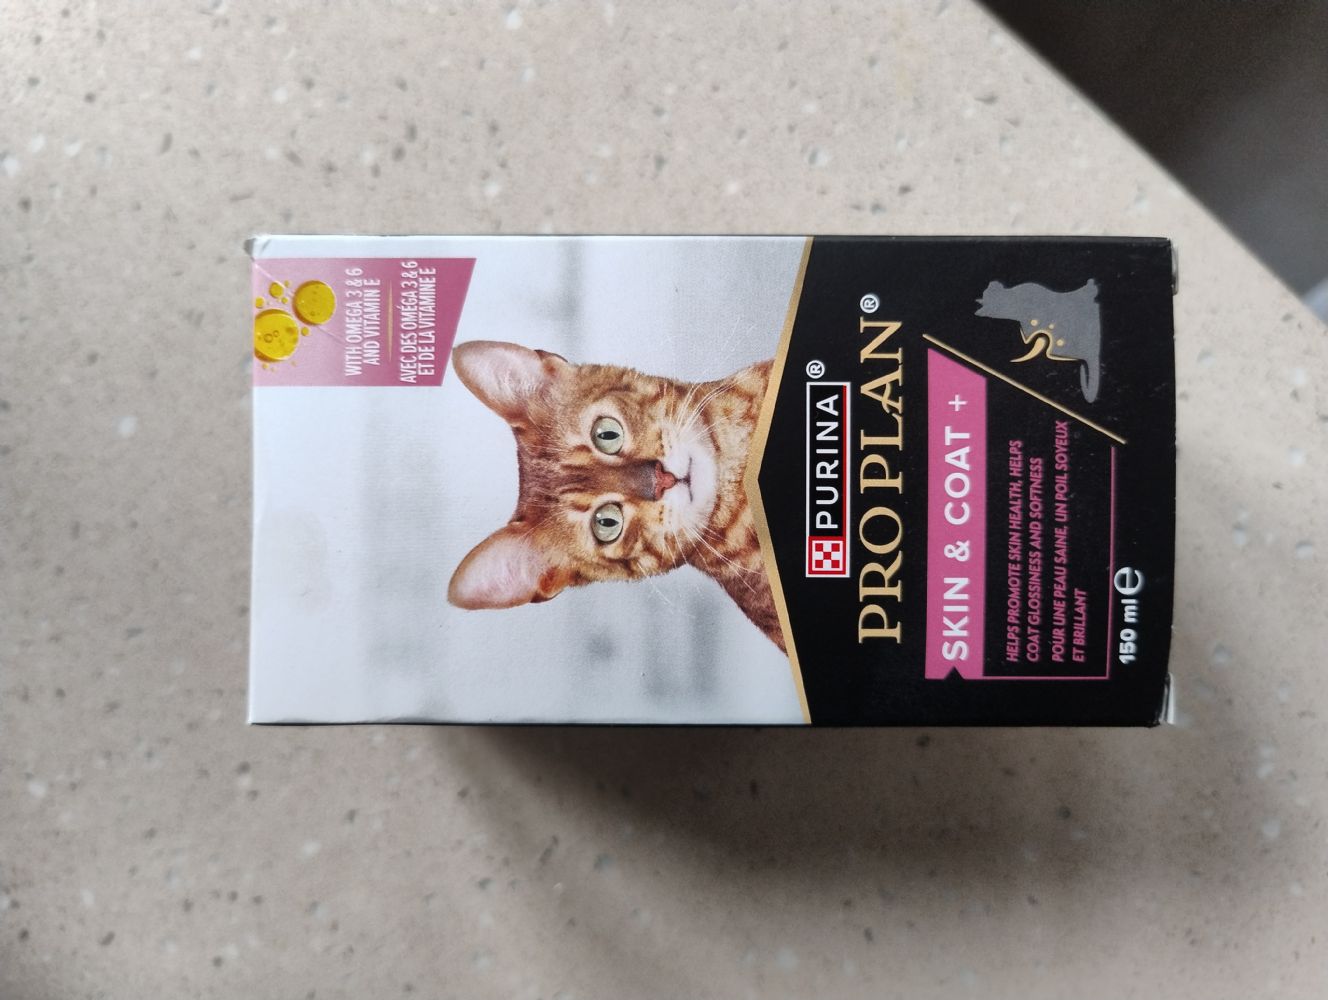 WITH OMEGA 3 & 6
AND VITAMIN E
AVEC DES OMÉGA 3 & 6
ET DE LA VITAMINE E
PURINA®
PRO PLAN®
SKIN & COAT +
HELPS PROMOTE SKIN HEALTH, HELPS
COAT GLOSSINESS AND SOFTNESS
POUR UNE PEAU SAINE, UN POIL SOYEUX
ET BRILLANT
150 ml ℮